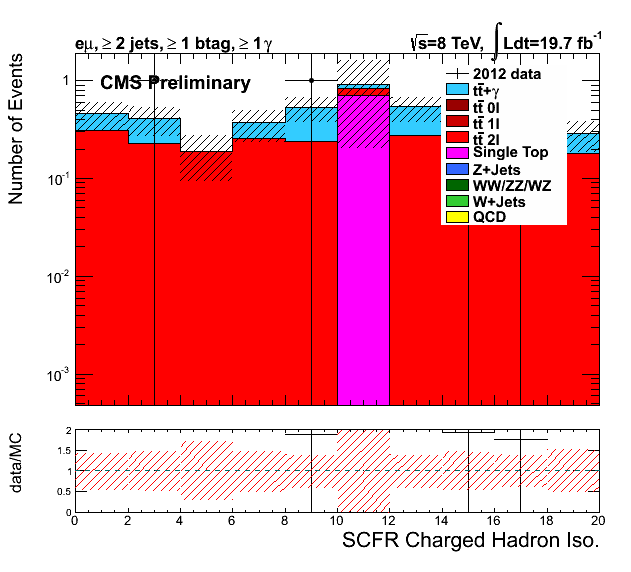 eμ, ≥ 2 jets, ≥ 1 btag, ≥ 1 γ √s=8 TeV, ∫ Ldt=19.7 fb⁻¹
CMS Preliminary
Number of Events
1
10⁻¹
10⁻²
10⁻³
2012 data
tt̄+γ
tt̄ 0l
tt̄ 1l
tt̄ 2l
Single Top
Z+Jets
WW/ZZ/WZ
W+Jets
QCD
data/MC
2
1.5
1
0.5
0
0 2 4 6 8 10 12 14 16 18 20
SCFR Charged Hadron Iso.